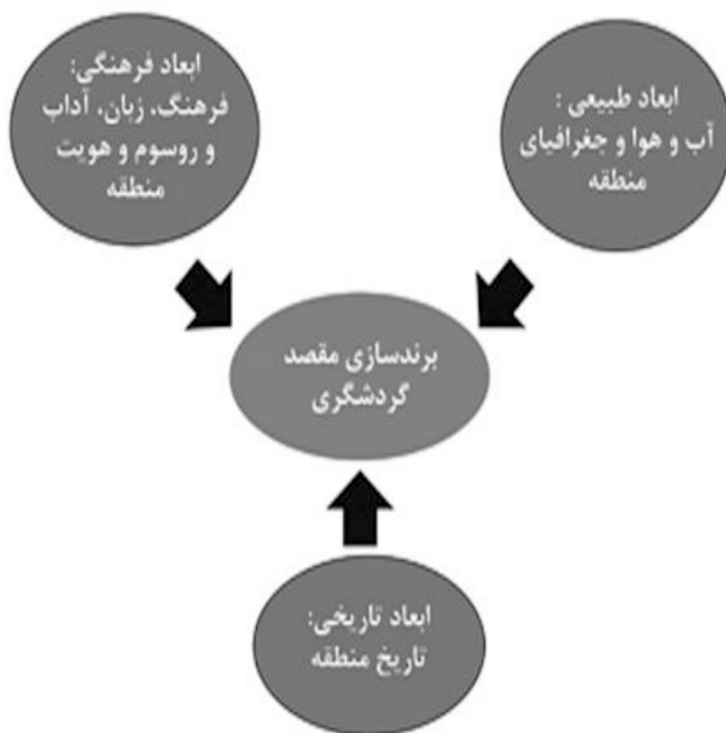 ابعاد فرهنگی:
فرهنگ، زبان، آداب
و روسوم و هویت
منطقه
ابعاد طبیعی :
آب و هوا و جغرافیای
منطقه
برندسازی مقصد
گردشگری
ابعاد تاریخی:
تاریخ منطقه